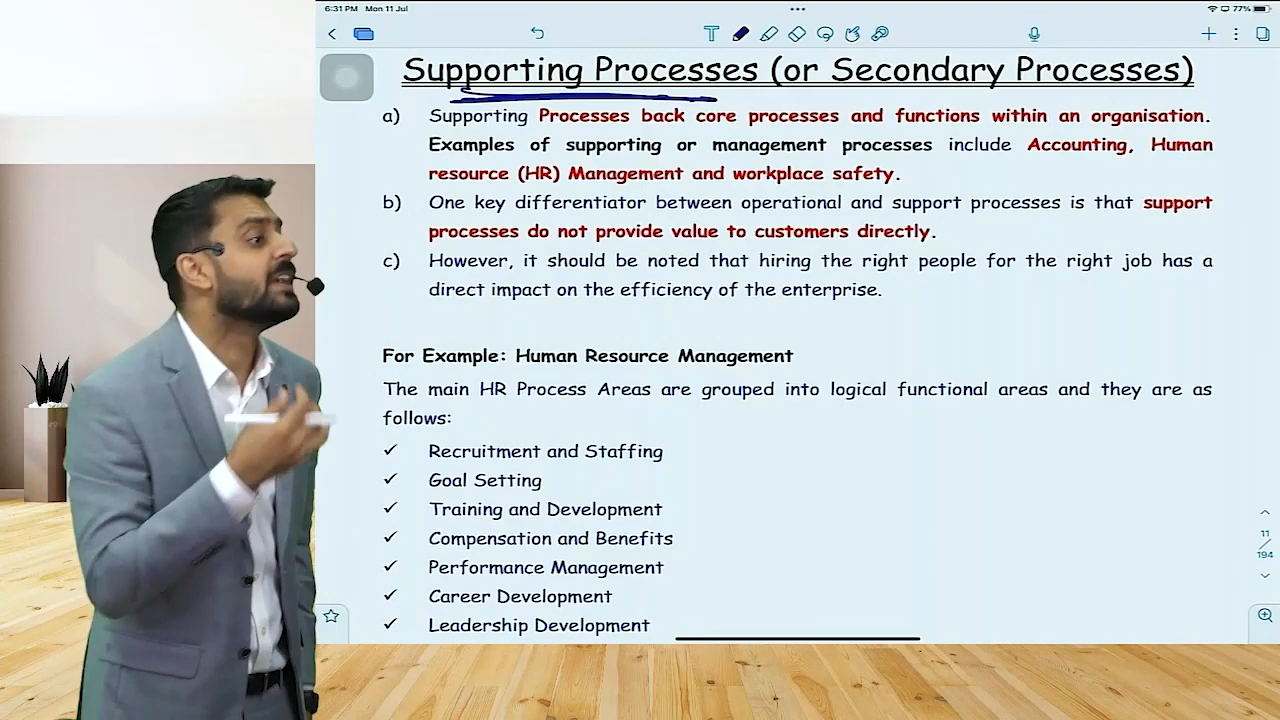 6:31 PM Mon 11 Jul
77%
Supporting Processes (or Secondary Processes)
a) Supporting Processes back core processes and functions within an organisation.
Examples of supporting or management processes include Accounting, Human
resource (HR) Management and workplace safety.
b) One key differentiator between operational and support processes is that support
processes do not provide value to customers directly.
c) However, it should be noted that hiring the right people for the right job has a
direct impact on the efficiency of the enterprise.
For Example: Human Resource Management
The main HR Process Areas are grouped into logical functional areas and they are as
follows:
✓ Recruitment and Staffing
✓ Goal Setting
✓ Training and Development
✓ Compensation and Benefits
✓ Performance Management
✓ Career Development
✓ Leadership Development
11
194